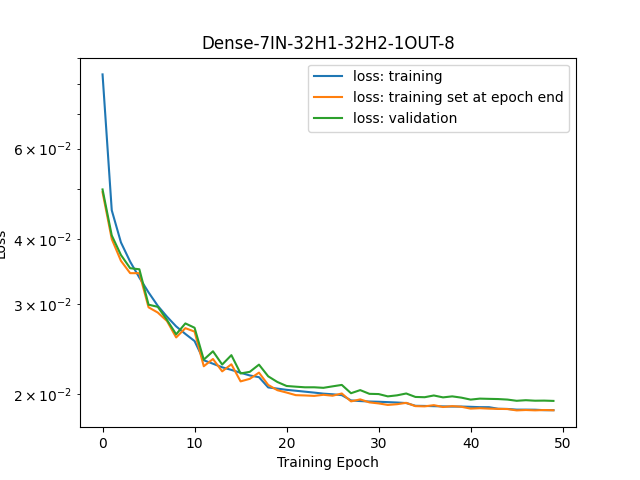 Dense-7IN-32H1-32H2-1OUT-8
loss: training
loss: training set at epoch end
loss: validation
6 × 10⁻²
4 × 10⁻²
3 × 10⁻²
2 × 10⁻²
Loss
0 10 20 30 40 50
Training Epoch